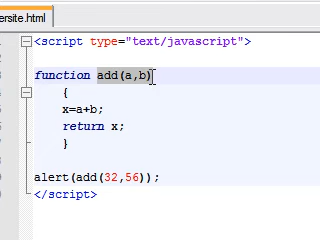 ersite.html
<script type="text/javascript">
function add(a,b)
{
x=a+b;
return x;
}
alert(add(32,56));
</script>